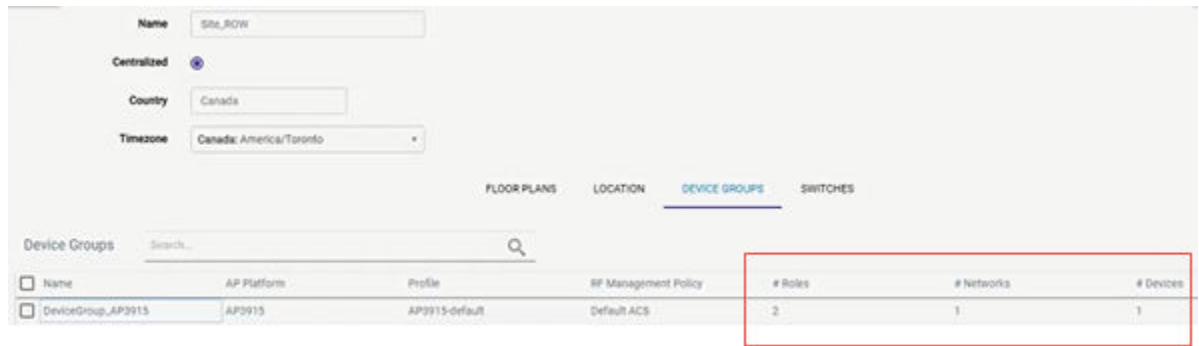 Name Site_ROW
Centralized
Country Canada
Timezone Canada: America/Toronto
FLOOR PLANS LOCATION DEVICE GROUPS SWITCHES
Device Groups Search...
Name AP Platform Profile RF Management Policy # Roles # Networks # Devices
DeviceGroup_AP3915 AP3915 AP3915-default Default ACS 2 1 1